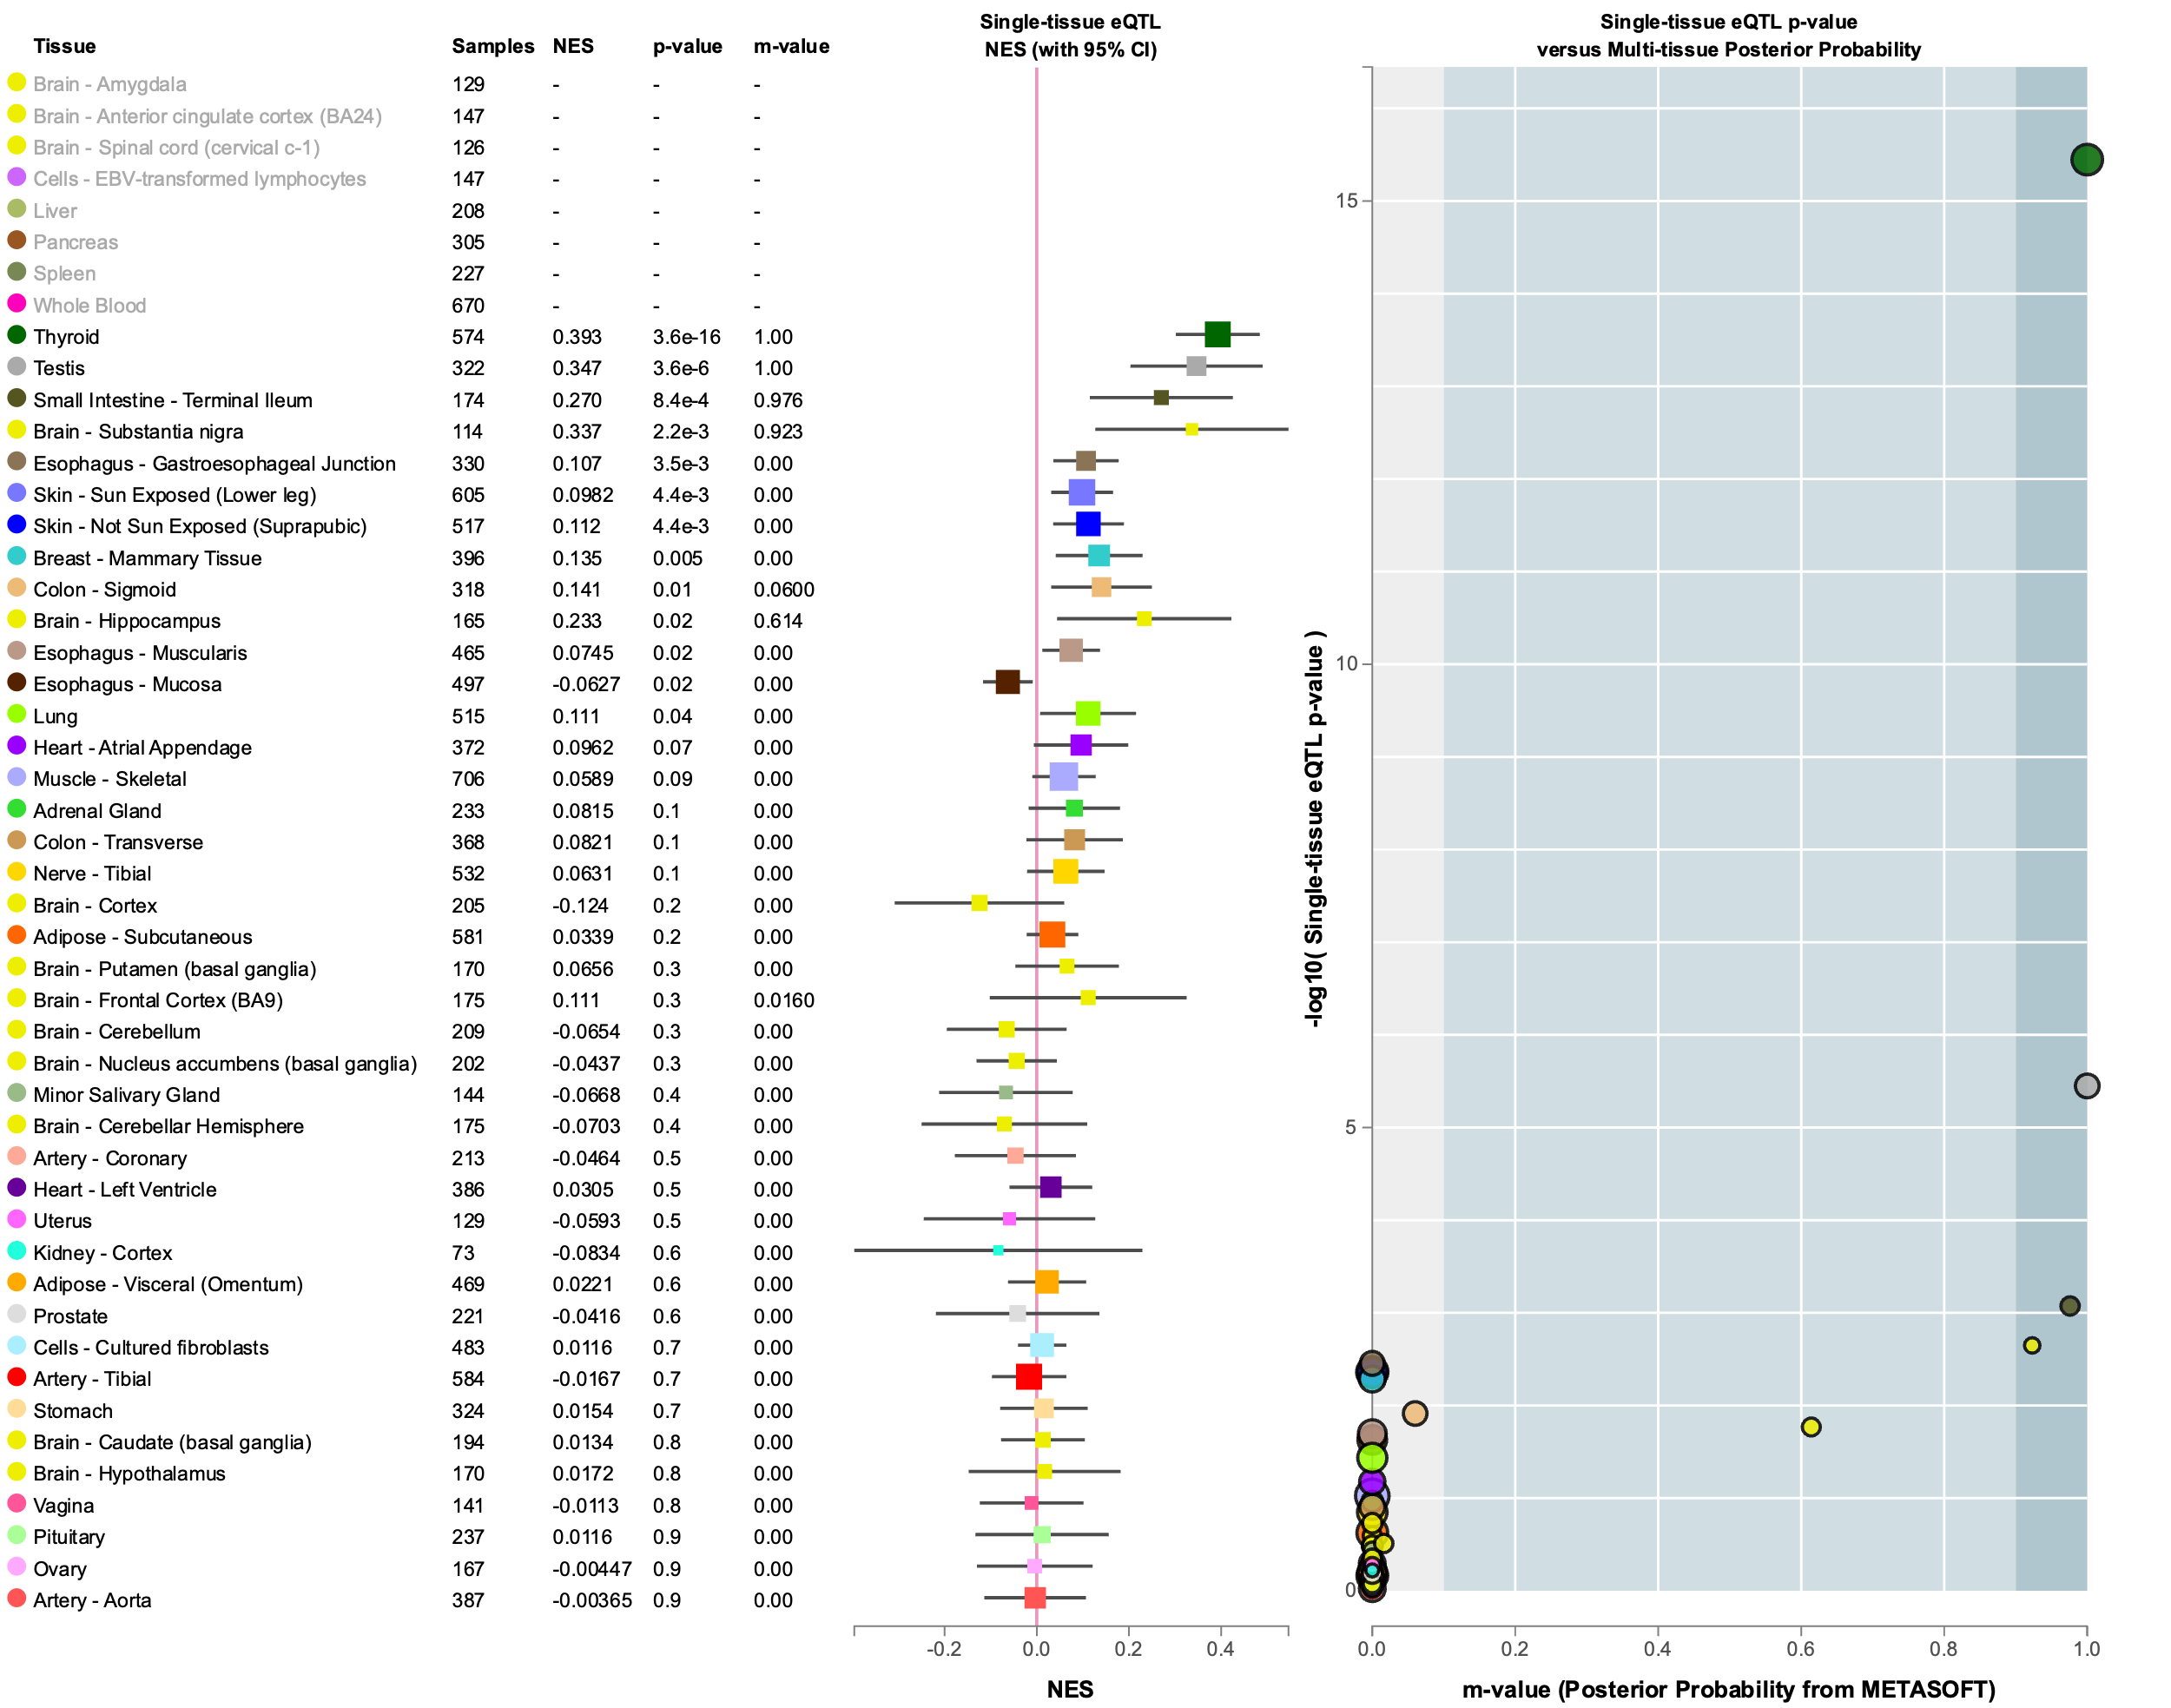 Single-tissue eQTL
NES (with 95% CI)
Single-tissue eQTL p-value
versus Multi-tissue Posterior Probability
Tissue Samples NES p-value m-value
Brain - Amygdala 129 - - -
Brain - Anterior cingulate cortex (BA24) 147 - - -
Brain - Spinal cord (cervical c-1) 126 - - -
Cells - EBV-transformed lymphocytes 147 - - -
Liver 208 - - -
Pancreas 305 - - -
Spleen 227 - - -
Whole Blood 670 - - -
Thyroid 574 0.393 3.6e-16 1.00
Testis 322 0.347 3.6e-6 1.00
Small Intestine - Terminal Ileum 174 0.270 8.4e-4 0.976
Brain - Substantia nigra 114 0.337 2.2e-3 0.923
Esophagus - Gastroesophageal Junction 330 0.107 3.5e-3 0.00
Skin - Sun Exposed (Lower leg) 605 0.0982 4.4e-3 0.00
Skin - Not Sun Exposed (Suprapubic) 517 0.112 4.4e-3 0.00
Breast - Mammary Tissue 396 0.135 0.005 0.00
Colon - Sigmoid 318 0.141 0.01 0.0600
Brain - Hippocampus 165 0.233 0.02 0.614
Esophagus - Muscularis 465 0.0745 0.02 0.00
Esophagus - Mucosa 497 -0.0627 0.02 0.00
Lung 515 0.111 0.04 0.00
Heart - Atrial Appendage 372 0.0962 0.07 0.00
Muscle - Skeletal 706 0.0589 0.09 0.00
Adrenal Gland 233 0.0815 0.1 0.00
Colon - Transverse 368 0.0821 0.1 0.00
Nerve - Tibial 532 0.0631 0.1 0.00
Brain - Cortex 205 -0.124 0.2 0.00
Adipose - Subcutaneous 581 0.0339 0.2 0.00
Brain - Putamen (basal ganglia) 170 0.0656 0.3 0.00
Brain - Frontal Cortex (BA9) 175 0.111 0.3 0.0160
Brain - Cerebellum 209 -0.0654 0.3 0.00
Brain - Nucleus accumbens (basal ganglia) 202 -0.0437 0.3 0.00
Minor Salivary Gland 144 -0.0668 0.4 0.00
Brain - Cerebellar Hemisphere 175 -0.0703 0.4 0.00
Artery - Coronary 213 -0.0464 0.5 0.00
Heart - Left Ventricle 386 0.0305 0.5 0.00
Uterus 129 -0.0593 0.5 0.00
Kidney - Cortex 73 -0.0834 0.6 0.00
Adipose - Visceral (Omentum) 469 0.0221 0.6 0.00
Prostate 221 -0.0416 0.6 0.00
Cells - Cultured fibroblasts 483 0.0116 0.7 0.00
Artery - Tibial 584 -0.0167 0.7 0.00
Stomach 324 0.0154 0.7 0.00
Brain - Caudate (basal ganglia) 194 0.0134 0.8 0.00
Brain - Hypothalamus 170 0.0172 0.8 0.00
Vagina 141 -0.0113 0.8 0.00
Pituitary 237 0.0116 0.9 0.00
Ovary 167 -0.00447 0.9 0.00
Artery - Aorta 387 -0.00365 0.9 0.00
-0.2 0.0 0.2 0.4
NES
-log10( Single-tissue eQTL p-value )
15
10
5
0
0.0 0.2 0.4 0.6 0.8 1.0
m-value (Posterior Probability from METASOFT)